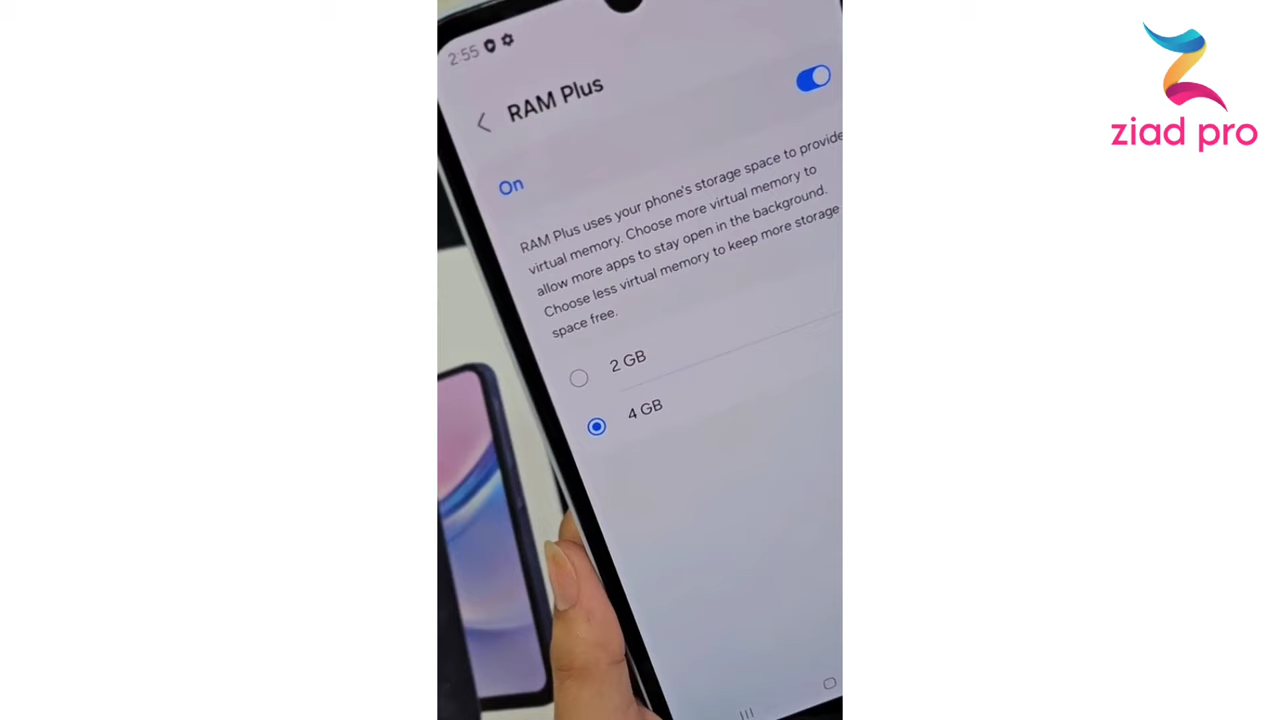 2:55
RAM Plus
On
RAM Plus uses your phone's storage space to provide
virtual memory. Choose more virtual memory to
allow more apps to stay open in the background.
Choose less virtual memory to keep more storage
space free.
2 GB
4 GB
ziad pro